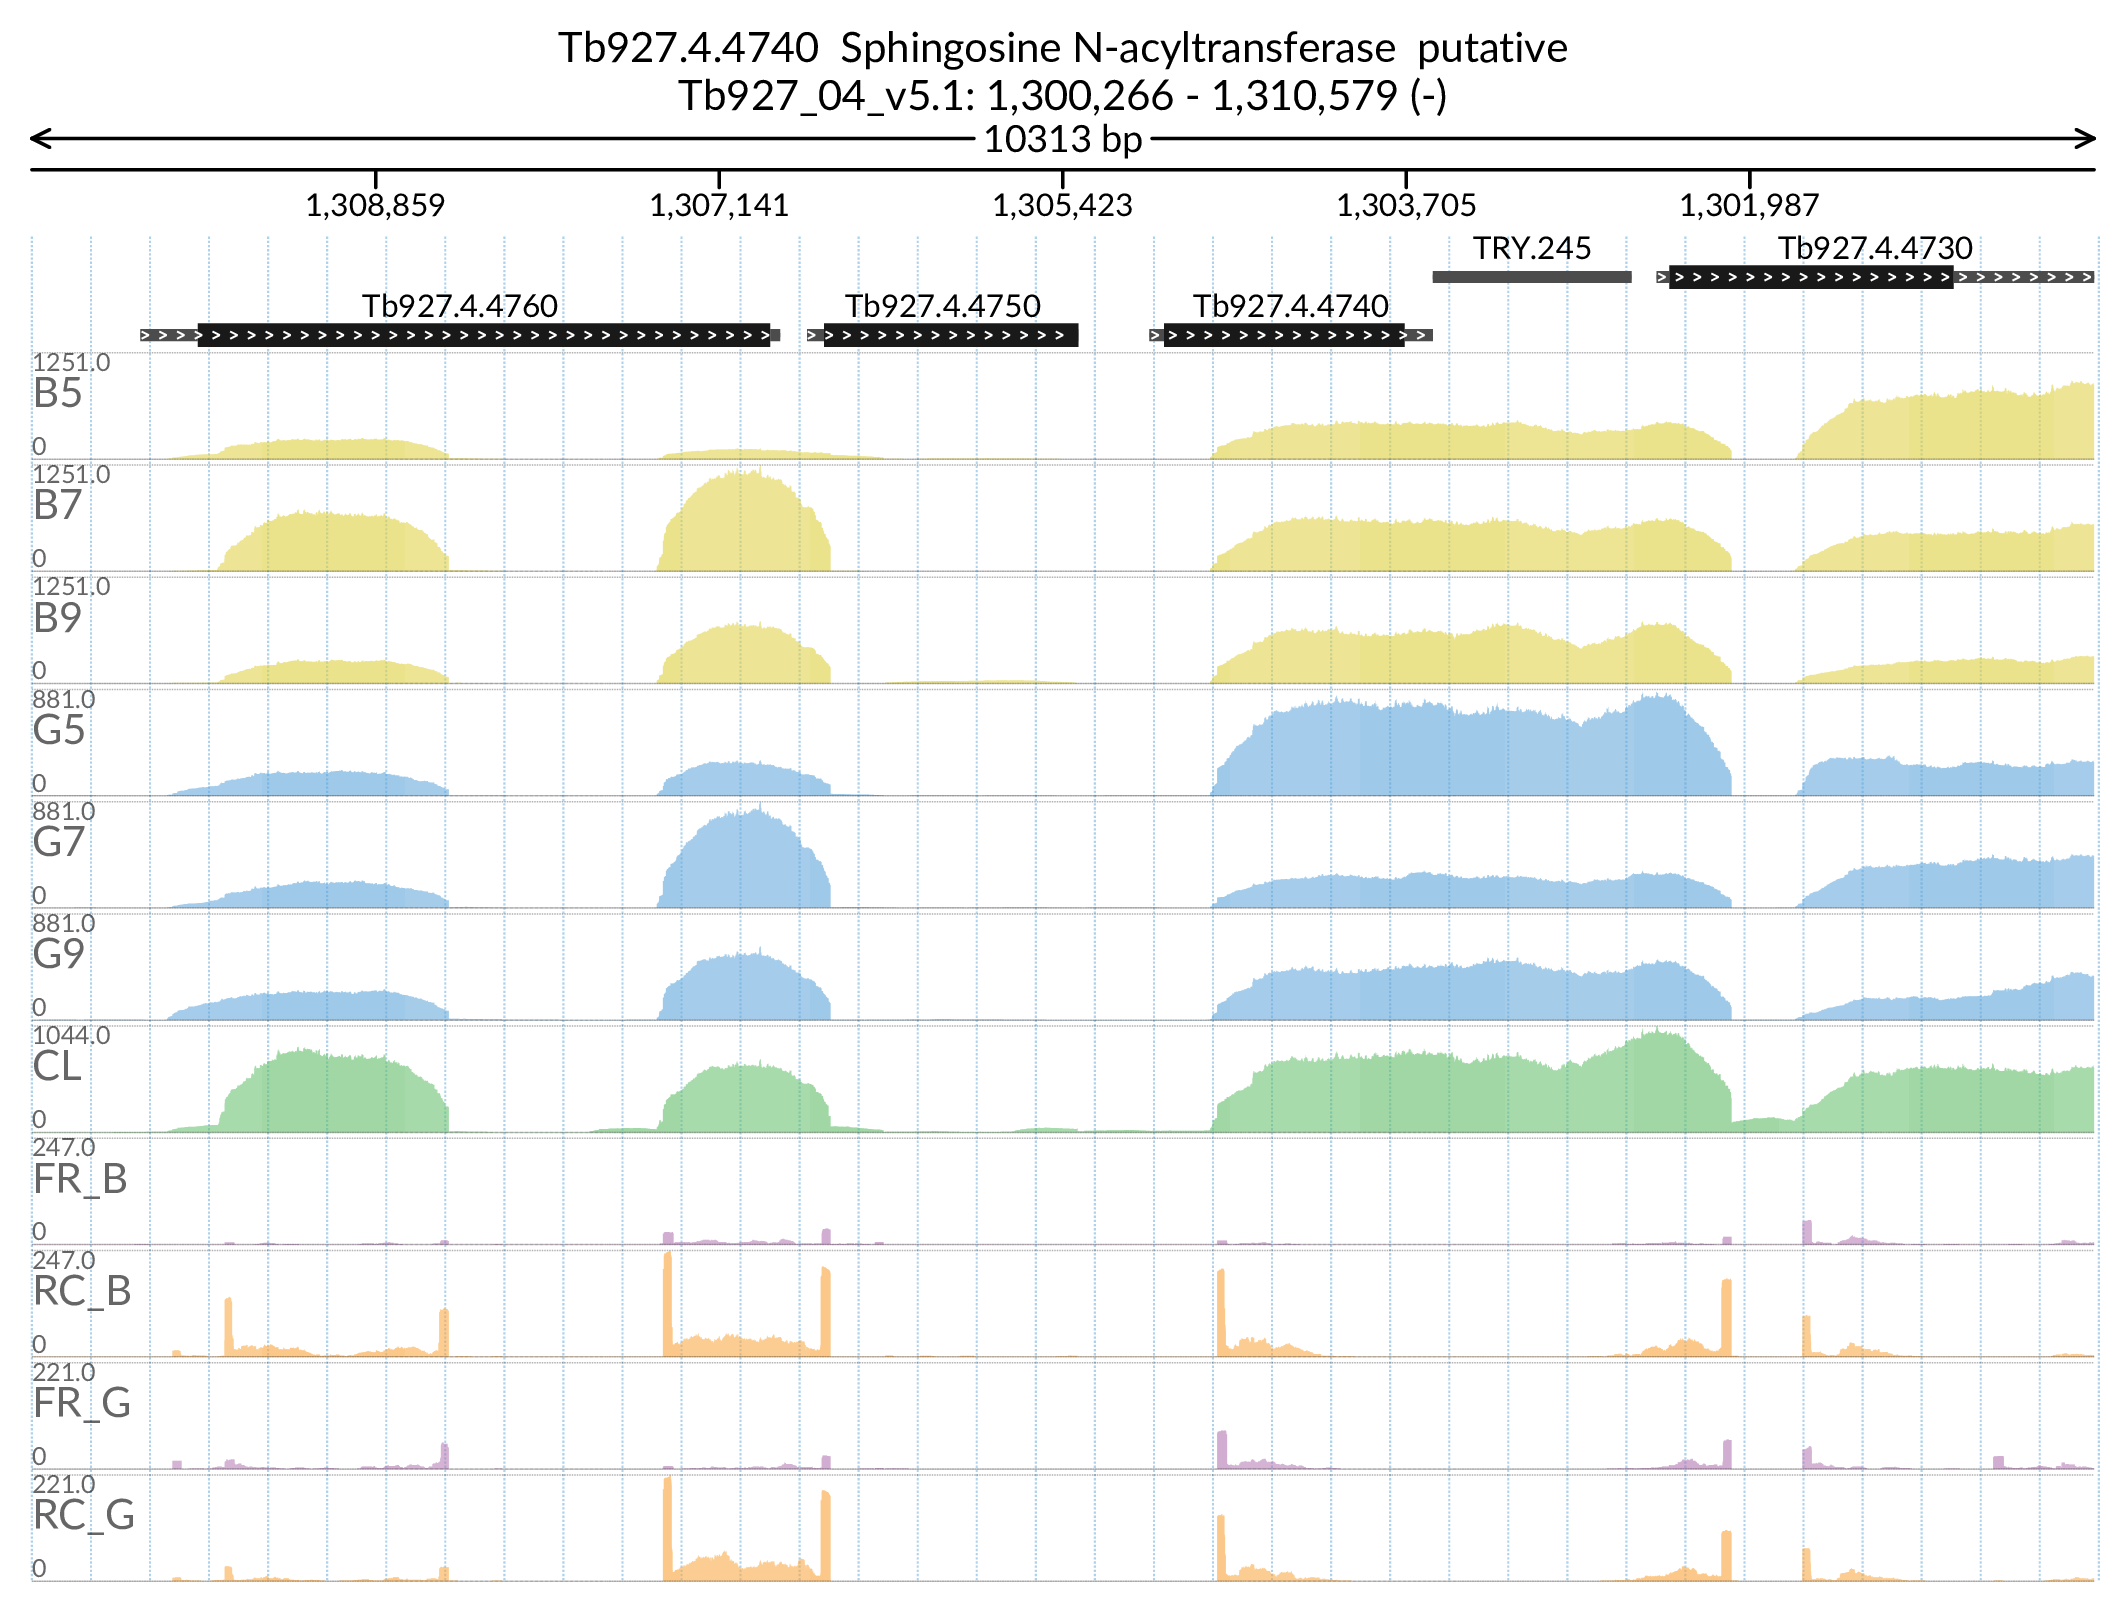 Tb927.4.4740  Sphingosine N-acyltransferase  putative
Tb927_04_v5.1: 1,300,266 - 1,310,579 (-)
10313 bp
1,308,859 1,307,141 1,305,423 1,303,705 1,301,987
TRY.245 Tb927.4.4730
Tb927.4.4760 Tb927.4.4750 Tb927.4.4740
1251.0
B5
0
1251.0
B7
0
1251.0
B9
0
881.0
G5
0
881.0
G7
0
881.0
G9
0
1044.0
CL
0
247.0
FR_B
0
247.0
RC_B
0
221.0
FR_G
0
221.0
RC_G
0